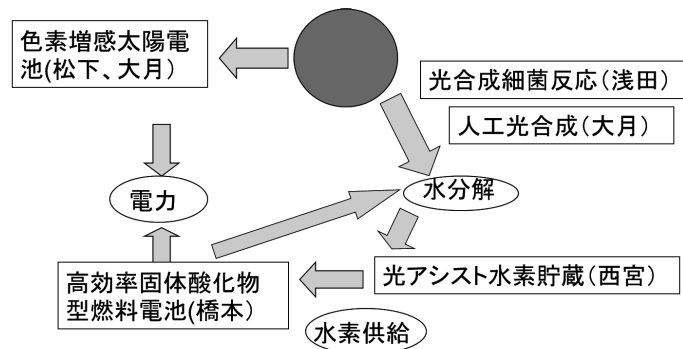 色素増感太陽電
池(松下、大月）
光合成細菌反応（浅田）
人工光合成（大月）
電力
水分解
高効率固体酸化物
型燃料電池(橋本）
光アシスト水素貯蔵（西宮）
水素供給